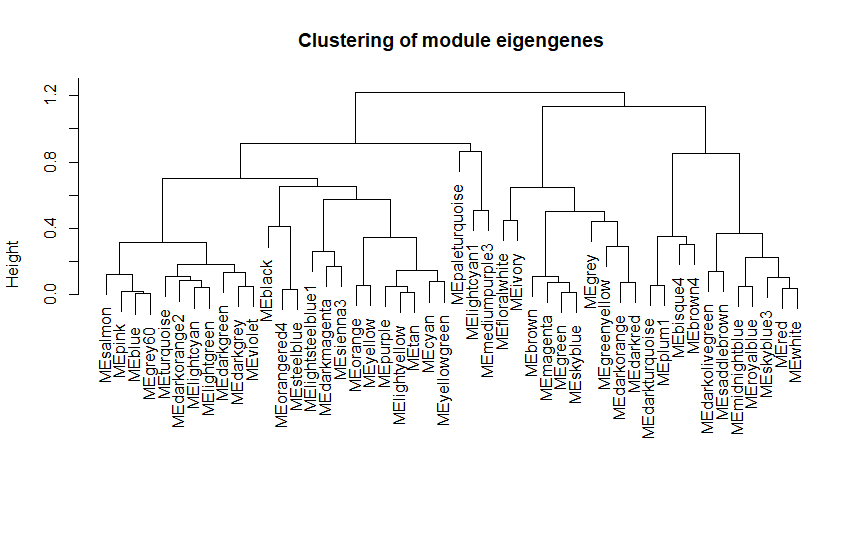 Clustering of module eigengenes
Height
1.2
0.8
0.4
0.0
MEsalmon
MEpink
MEblue
MEgrey60
MEturquoise
MEdarkorange2
MElightcyan
MElightgreen
MEdarkgreen
MEdarkgrey
MEviolet
MEblack
MEorangered4
MEsteelblue
MElightsteelblue1
MEdarkmagenta
MEsienna3
MEorange
MEyellow
MEpurple
MElightyellow
MEtan
MEcyan
MEyellowgreen
MEpaleturquoise
MElightcyan1
MEmediumpurple3
MEfloralwhite
MEivory
MEbrown
MEmagenta
MEgreen
MEskyblue
MEgrey
MEgreenyellow
MEdarkorange
MEdarkred
MEdarkturquoise
MEplum1
MEbisque4
MEbrown4
MEdarkolivegreen
MEsaddlebrown
MEmidnightblue
MEroyalblue
MEskyblue3
MEred
MEwhite